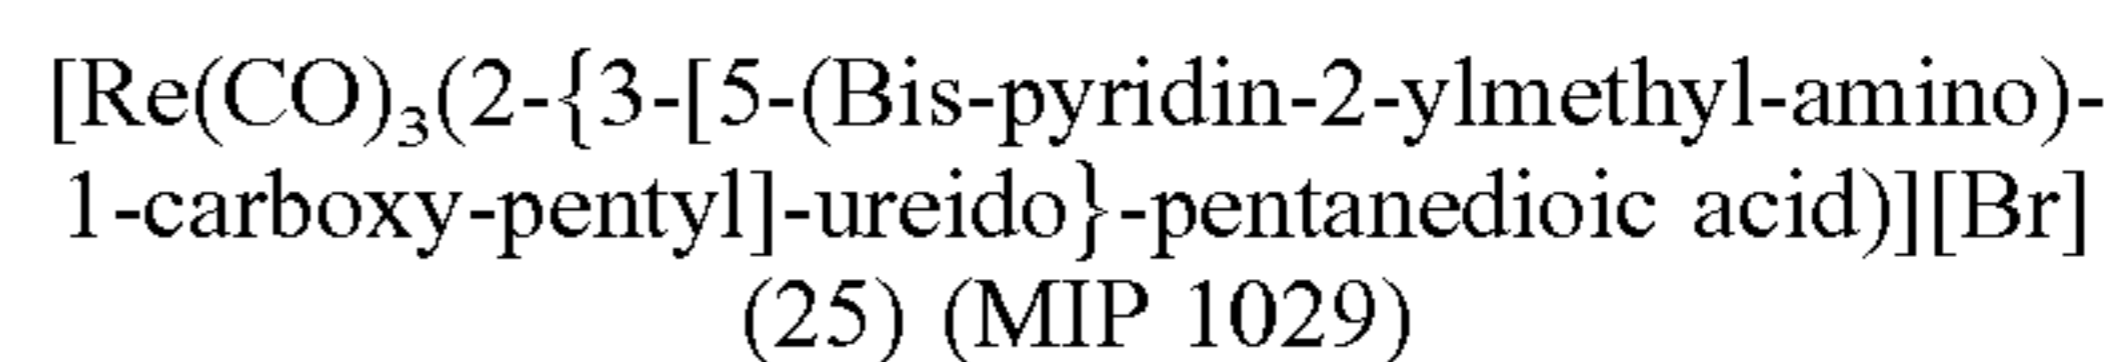 [Re(CO)₃(2-{3-[5-(Bis-pyridin-2-ylmethyl-amino)-
1-carboxy-pentyl]-ureido}-pentanedioic acid)][Br]
(25) (MIP 1029)